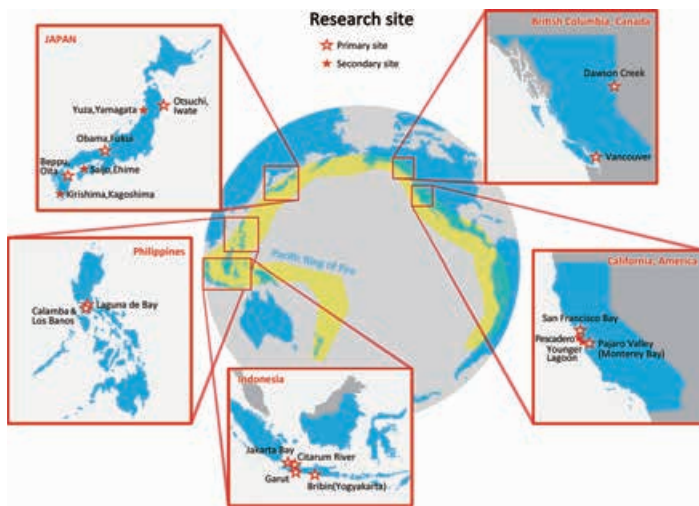 Research site
Primary site
Secondary site
JAPAN
Yuza,Yamagata
Otsuchi,
Iwate
Obama,Fukui
Beppu,
Oita
Saijo,Ehime
Kirishima,Kagoshima
British Columbia, Canada
Dawson Creek
Vancouver
Pacific Ring of Fire
Philippines
Laguna de Bay
Calamba &
Los Banos
California, America
San Francisco Bay
Pescadero
Younger
Lagoon
Pajaro Valley
(Monterey Bay)
Indonesia
Jakarta Bay
Citarum River
Garut
Bribin(Yogyakarta)